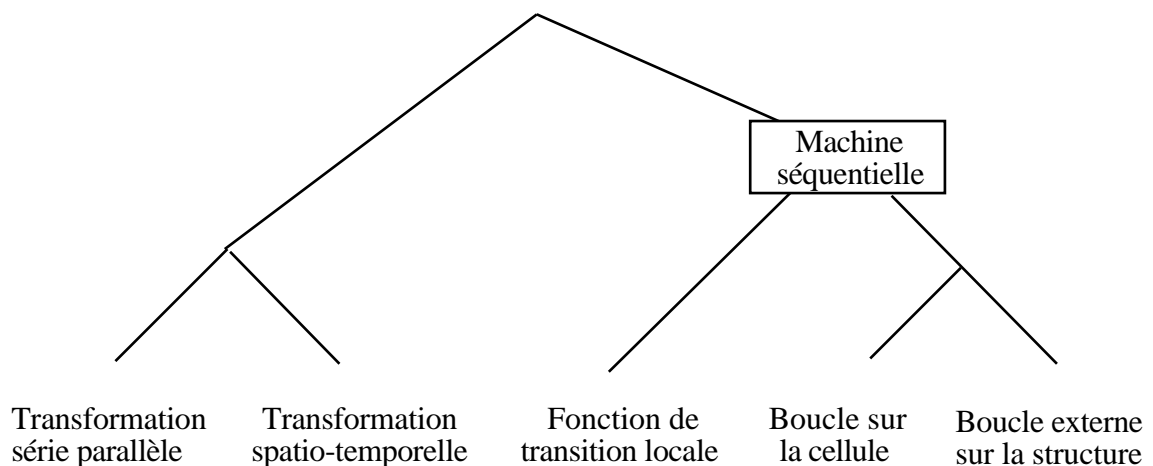 Machine
séquentielle
Transformation
série parallèle
Transformation
spatio-temporelle
Fonction de
transition locale
Boucle sur
la cellule
Boucle externe
sur la structure